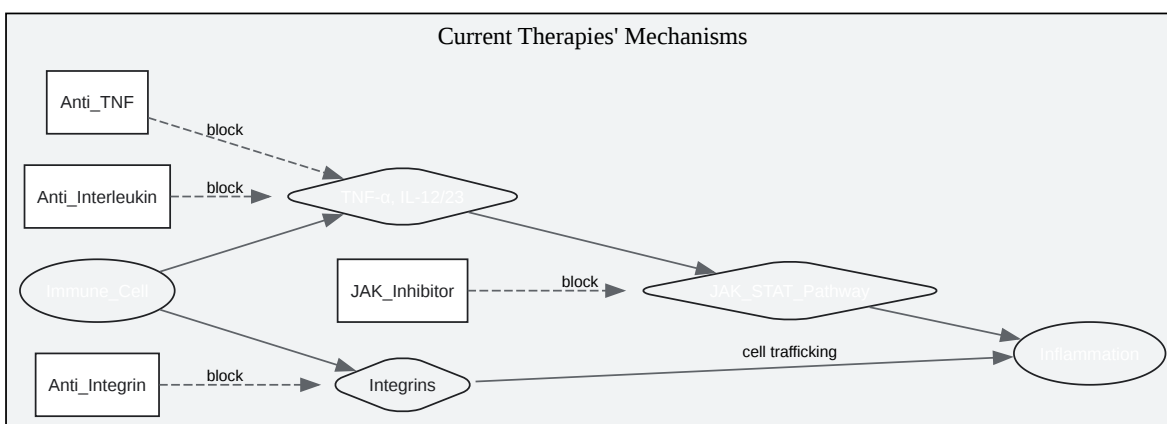 Current Therapies' Mechanisms
Anti_TNF
block
Anti_Interleukin
block
TNF-α, IL-12/23
Immune_Cell
JAK_Inhibitor
block
JAK_STAT_Pathway
cell trafficking
Inflammation
Anti_Integrin
block
Integrins